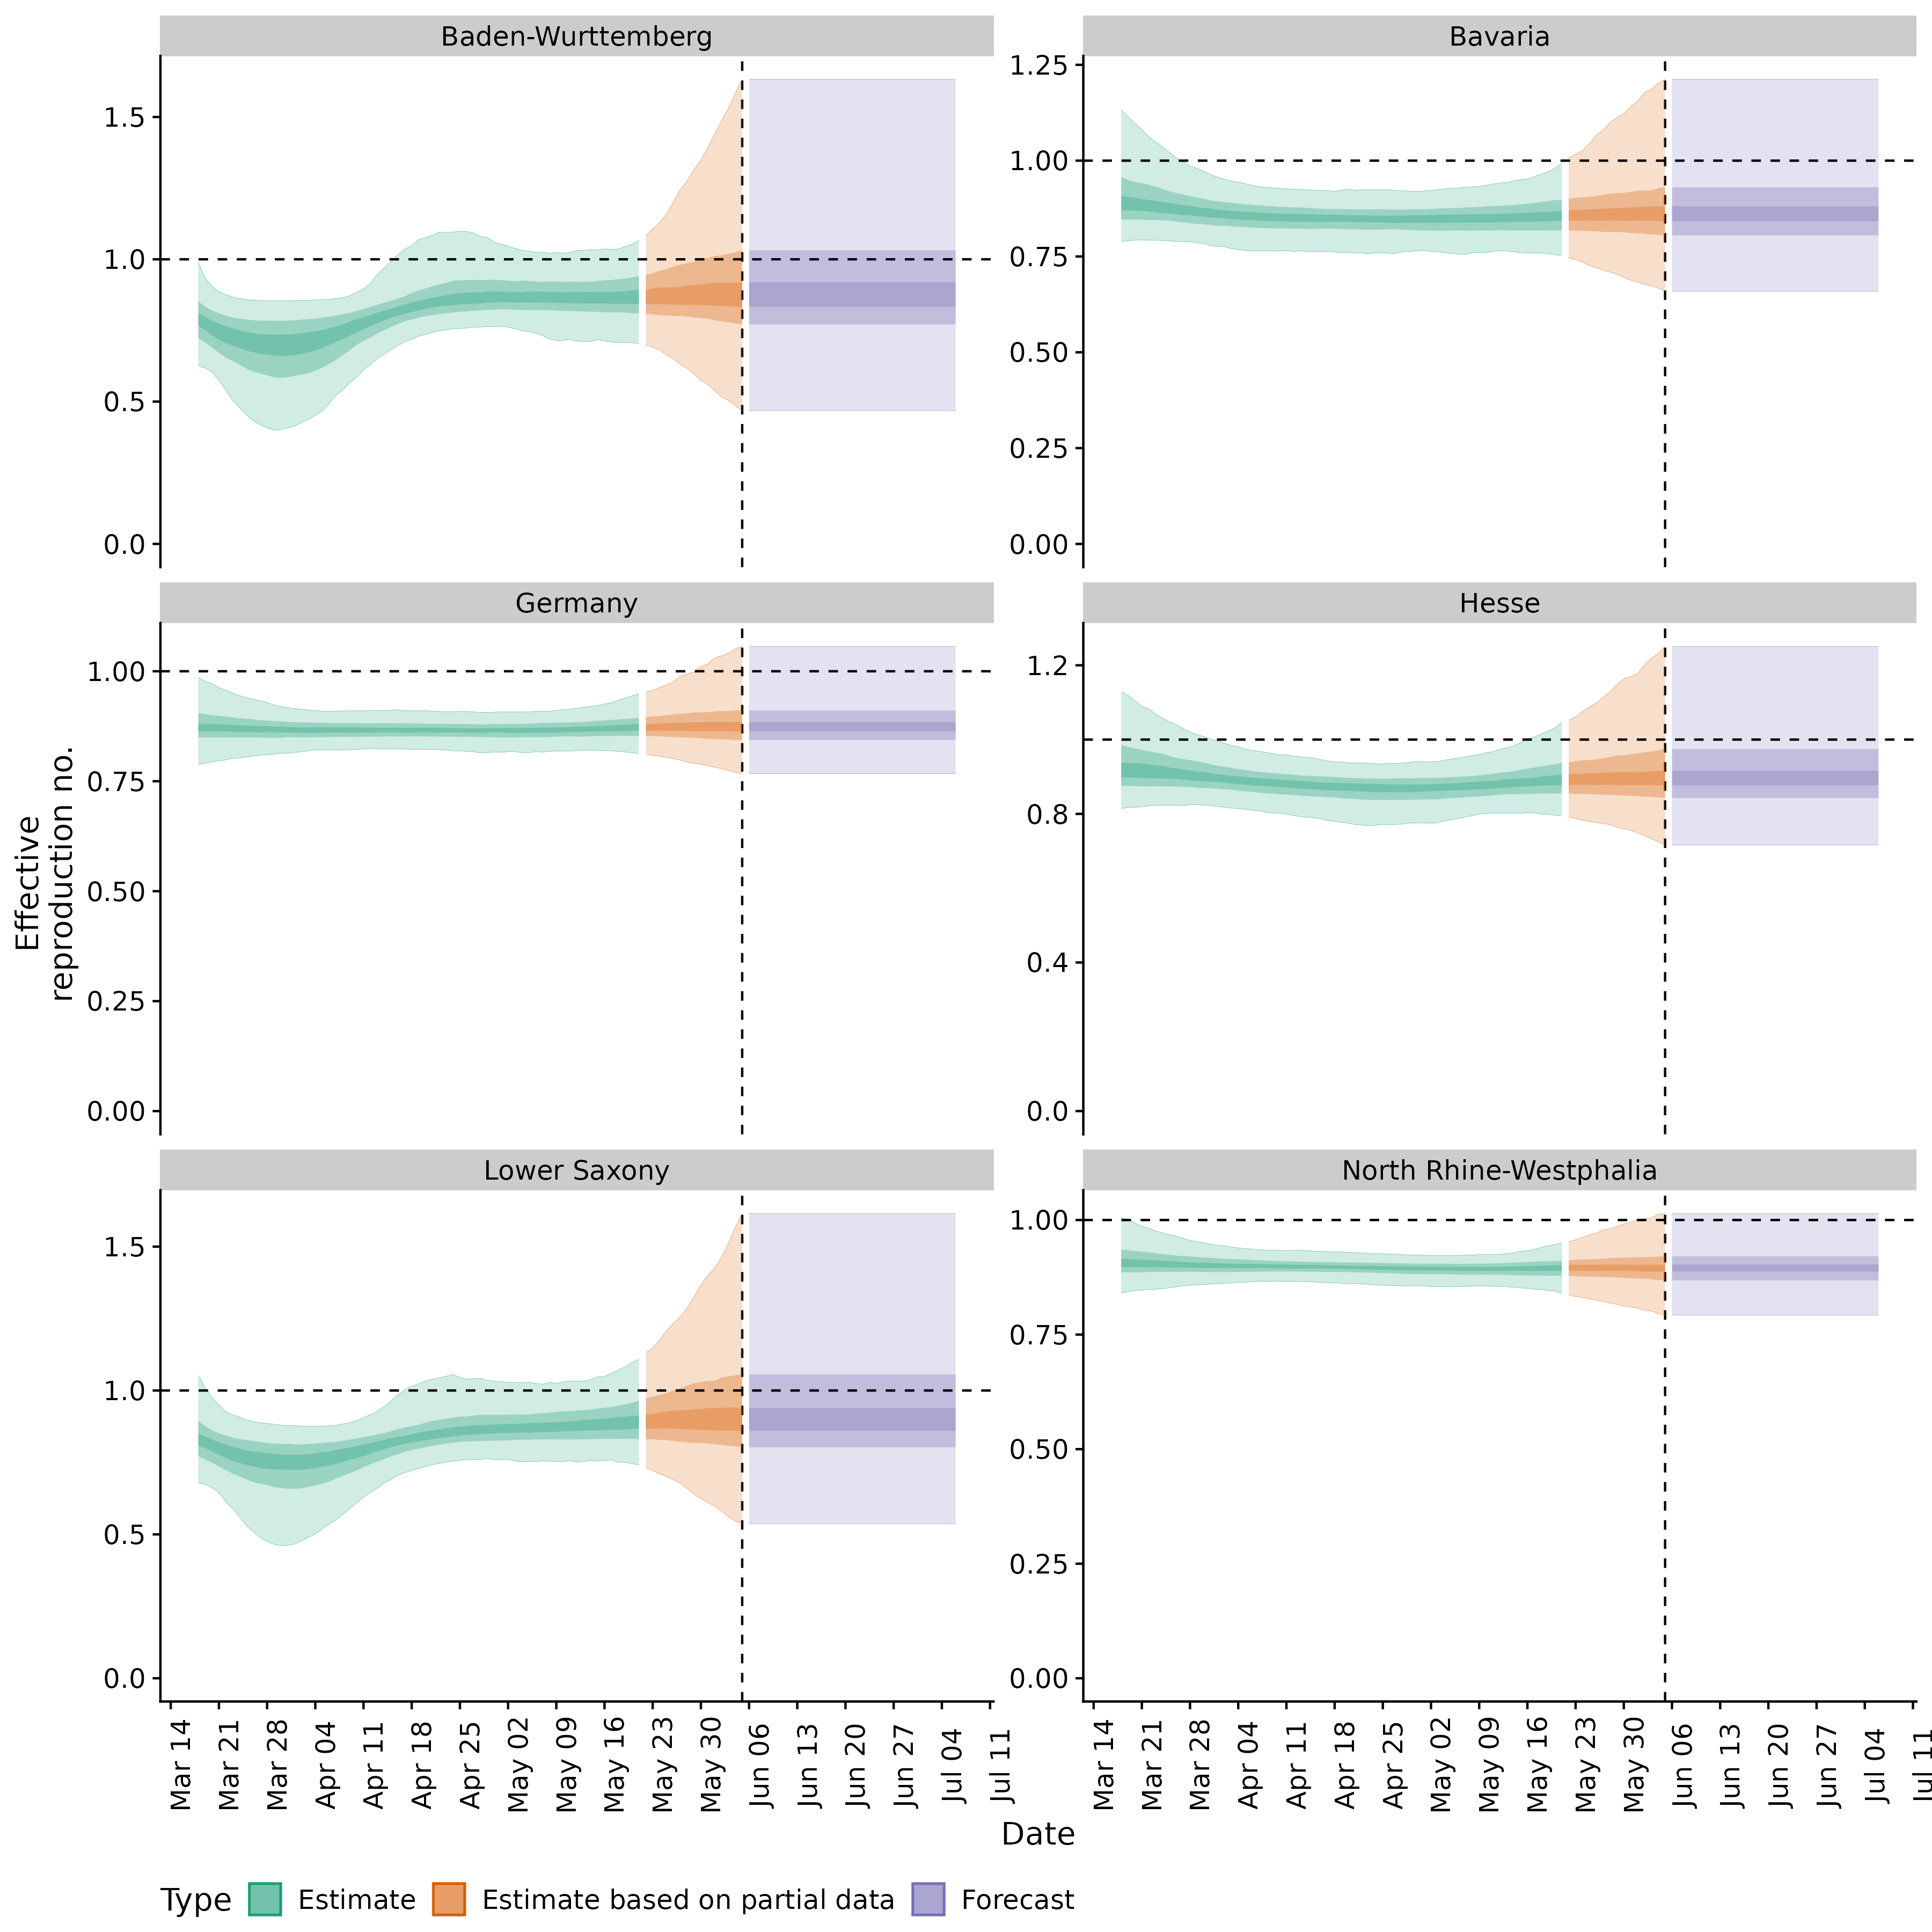 Baden-Wurttemberg
Bavaria
1.5
1.0
0.5
0.0
1.25
1.00
0.75
0.50
0.25
0.00
Germany
Hesse
1.00
0.75
0.50
0.25
0.00
1.2
0.8
0.4
0.0
Effective
reproduction no.
Lower Saxony
North Rhine-Westphalia
1.5
1.0
0.5
0.0
1.00
0.75
0.50
0.25
0.00
Mar 14
Mar 21
Mar 28
Apr 04
Apr 11
Apr 18
Apr 25
May 02
May 09
May 16
May 23
May 30
Jun 06
Jun 13
Jun 20
Jun 27
Jul 04
Jul 11
Mar 14
Mar 21
Mar 28
Apr 04
Apr 11
Apr 18
Apr 25
May 02
May 09
May 16
May 23
May 30
Jun 06
Jun 13
Jun 20
Jun 27
Jul 04
Jul 11
Date
Type Estimate Estimate based on partial data Forecast